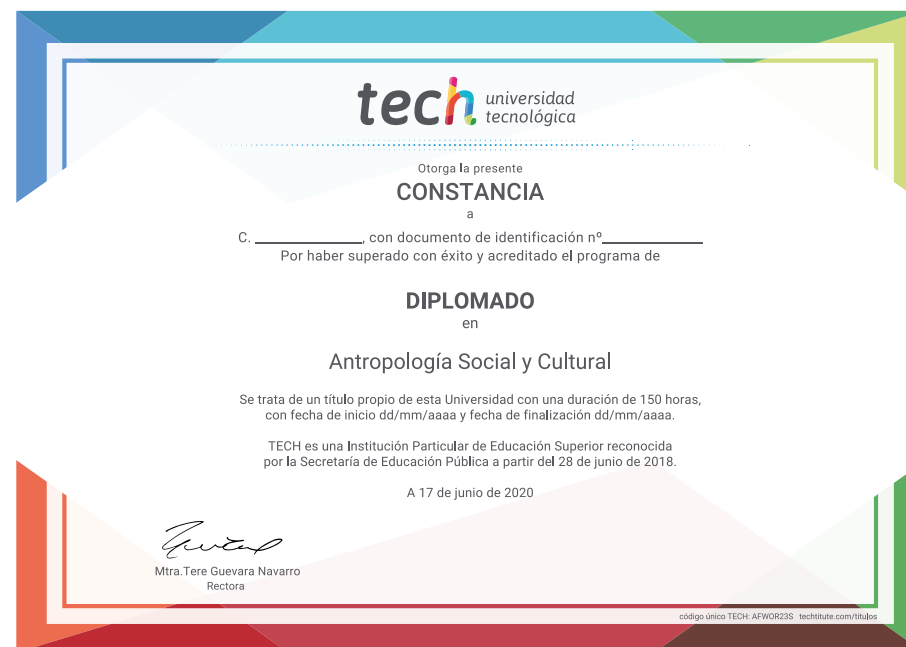 tech universidad
tecnológica
Otorga la presente
CONSTANCIA
a
C. ____________, con documento de identificación nº____________
Por haber superado con éxito y acreditado el programa de
DIPLOMADO
en
Antropología Social y Cultural
Se trata de un título propio de esta Universidad con una duración de 150 horas,
con fecha de inicio dd/mm/aaaa y fecha de finalización dd/mm/aaaa.
TECH es una Institución Particular de Educación Superior reconocida
por la Secretaría de Educación Pública a partir del 28 de junio de 2018.
A 17 de junio de 2020
Mtra.Tere Guevara Navarro
Rectora
código único TECH: AFWOR23S techtitute.com/titulos